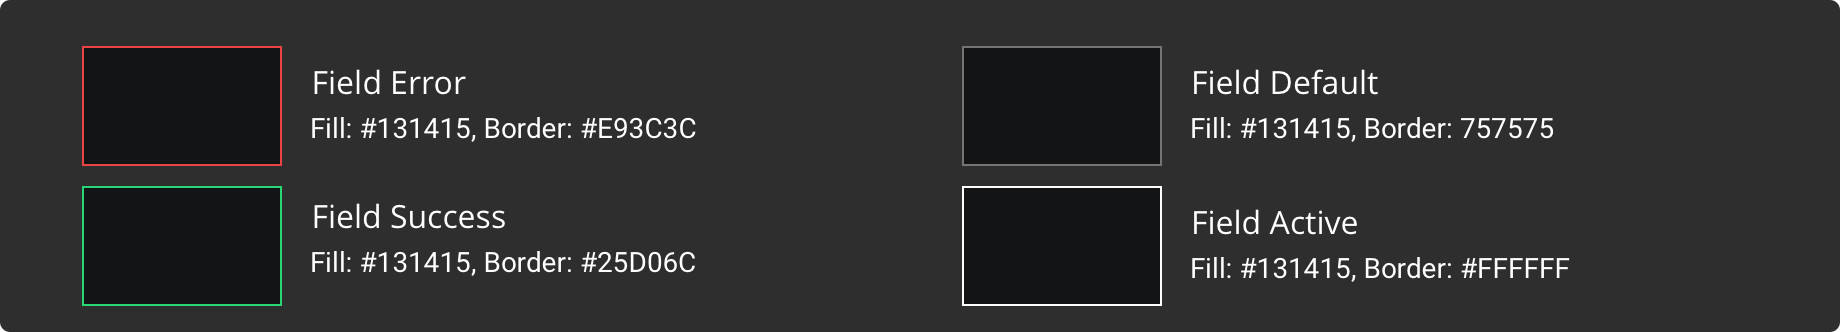 Field Error
Fill: #131415, Border: #E93C3C
Field Success
Fill: #131415, Border: #25D06C
Field Default
Fill: #131415, Border: 757575
Field Active
Fill: #131415, Border: #FFFFFF